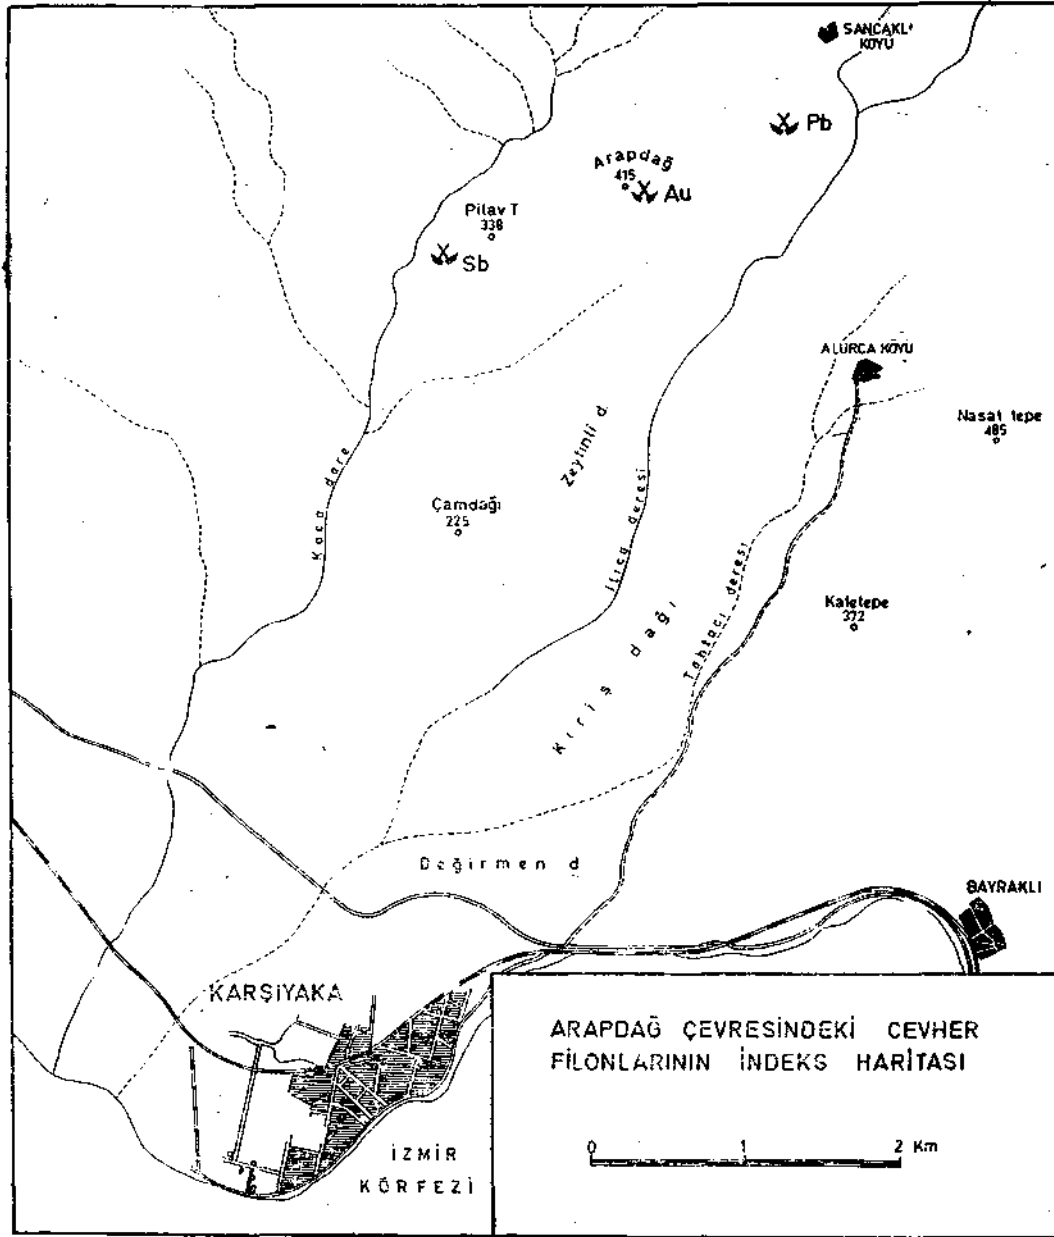 SANCAKLI
KÖYÜ
Pb
Arapdağ
415
Au
Pilav T
338
Sb
ALURCA KÖYÜ
Nasat tepe
485
Zeytinli d.
Koca dere
Çamdağı
225
Ilıca deresi
Tahtacı deresi
Kaletepe
372
Kiriş dağı
Değirmen d
BAYRAKLI
KARŞIYAKA
ARAPDAĞ ÇEVRESİNDEKİ CEVHER
FİLONLARININ İNDEKS HARİTASI
0 1 2 Km
İZMİR
KÖRFEZİ